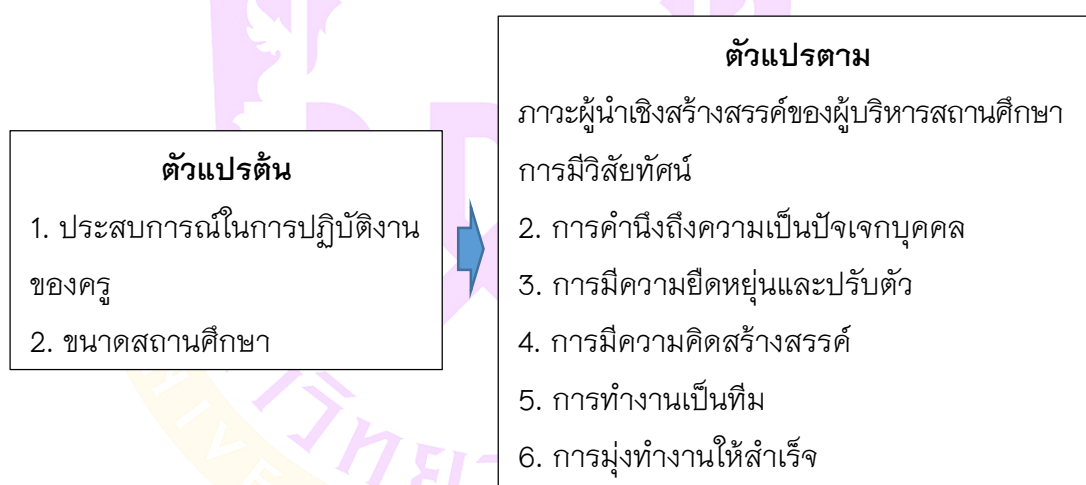 ตัวแปรต้น
1. ประสบการณ์ในการปฏิบัติงาน
ของครู
2. ขนาดสถานศึกษา
ตัวแปรตาม
ภาวะผู้นำเชิงสร้างสรรค์ของผู้บริหารสถานศึกษา
การมีวิสัยทัศน์
2. การคำนึงถึงความเป็นปัจเจกบุคคล
3. การมีความยืดหยุ่นและปรับตัว
4. การมีความคิดสร้างสรรค์
5. การทำงานเป็นทีม
6. การมุ่งทำงานให้สำเร็จ